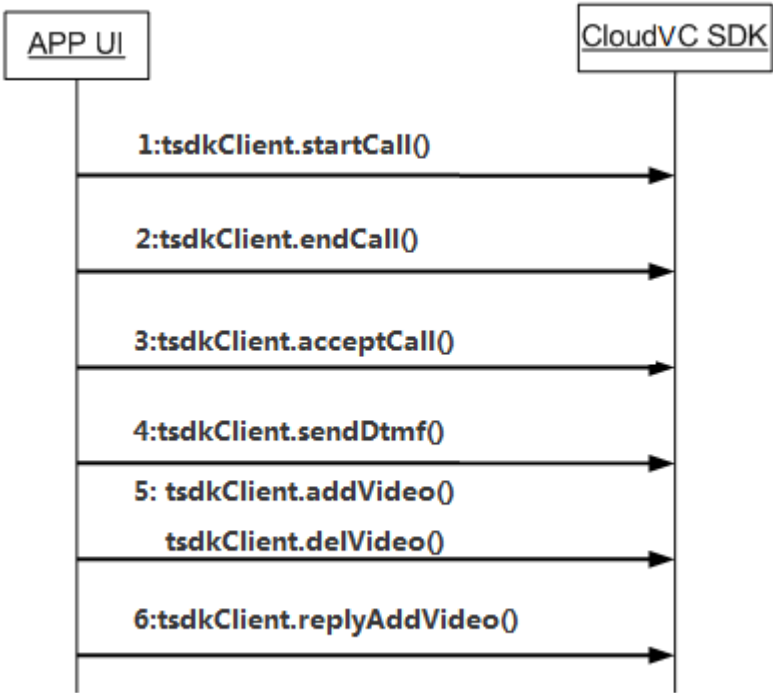 APP UI
CloudVC SDK
1:tsdkClient.startCall()
2:tsdkClient.endCall()
3:tsdkClient.acceptCall()
4:tsdkClient.sendDtmf()
5: tsdkClient.addVideo()
tsdkClient.delVideo()
6:tsdkClient.replyAddVideo()